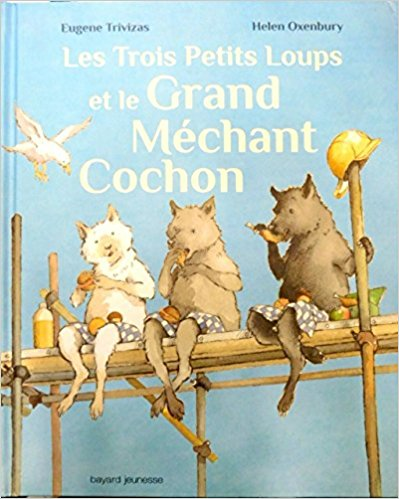 Eugene Trivizas Helen Oxenbury
Les Trois Petits Loups
et le Grand
Méchant
Cochon
bayard jeunesse